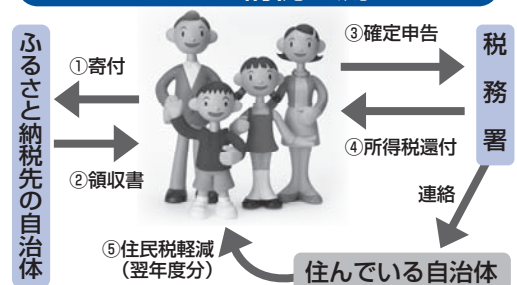 ふるさと納税先の自治体
①寄付
②領収書
③確定申告
④所得税還付
税務署
連絡
⑤住民税軽減
(翌年度分)
住んでいる自治体